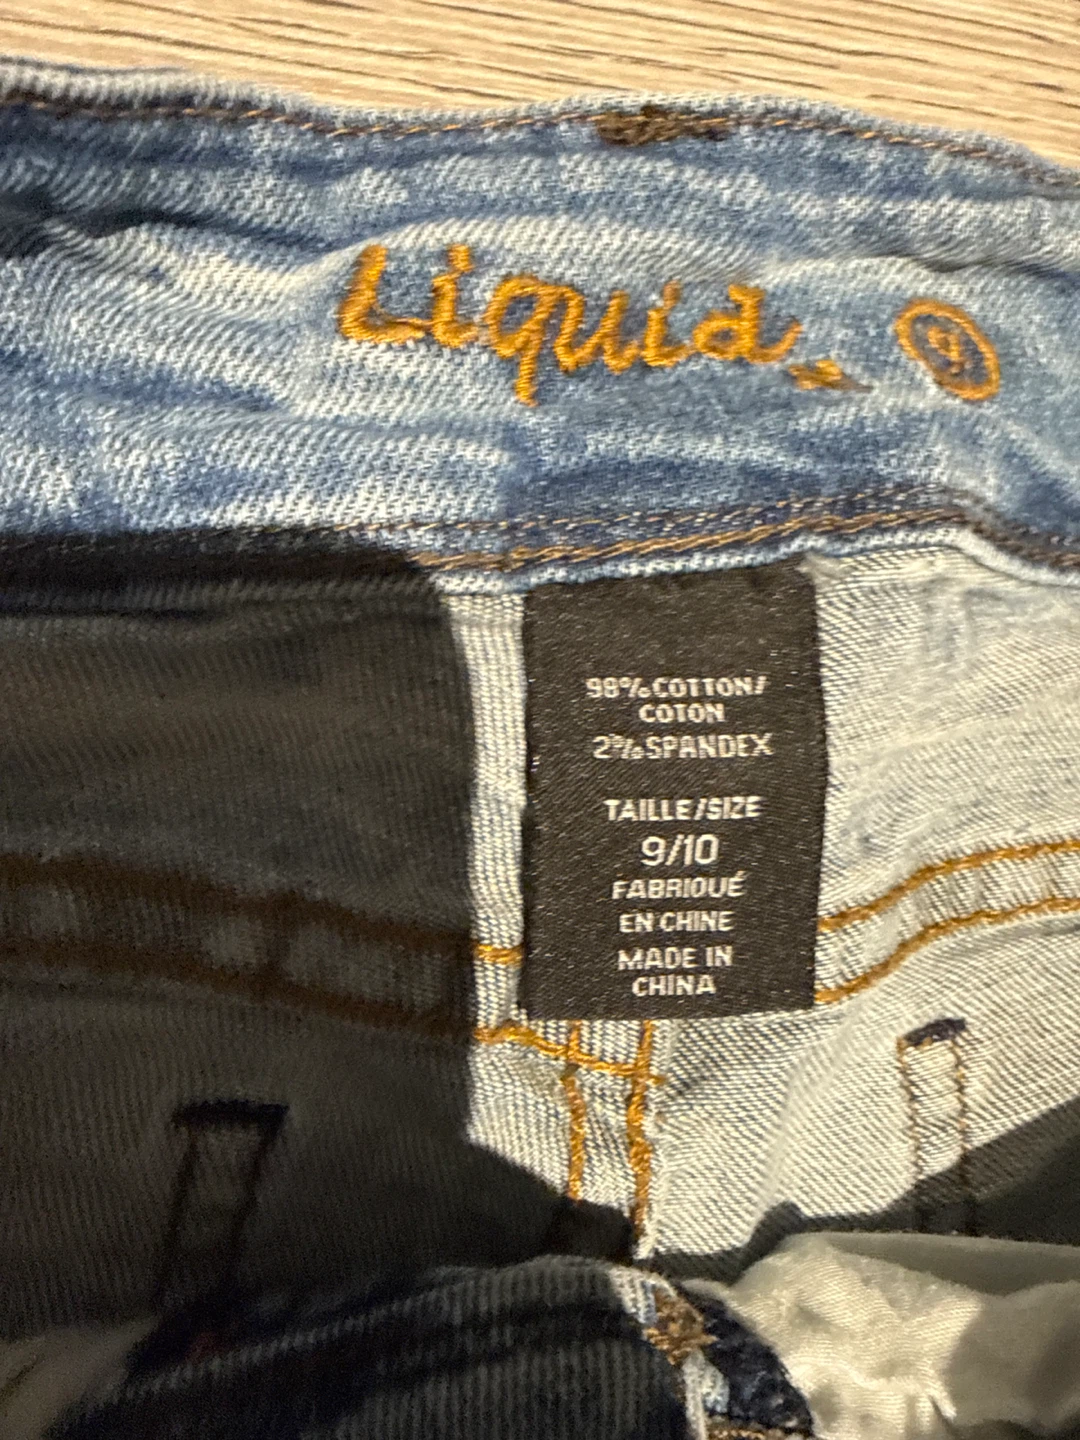 Liquid
9
98% COTTON/
COTON
2% SPANDEX
TAILLE/SIZE
9/10
FABRIQUÉ
EN CHINE
MADE IN
CHINA